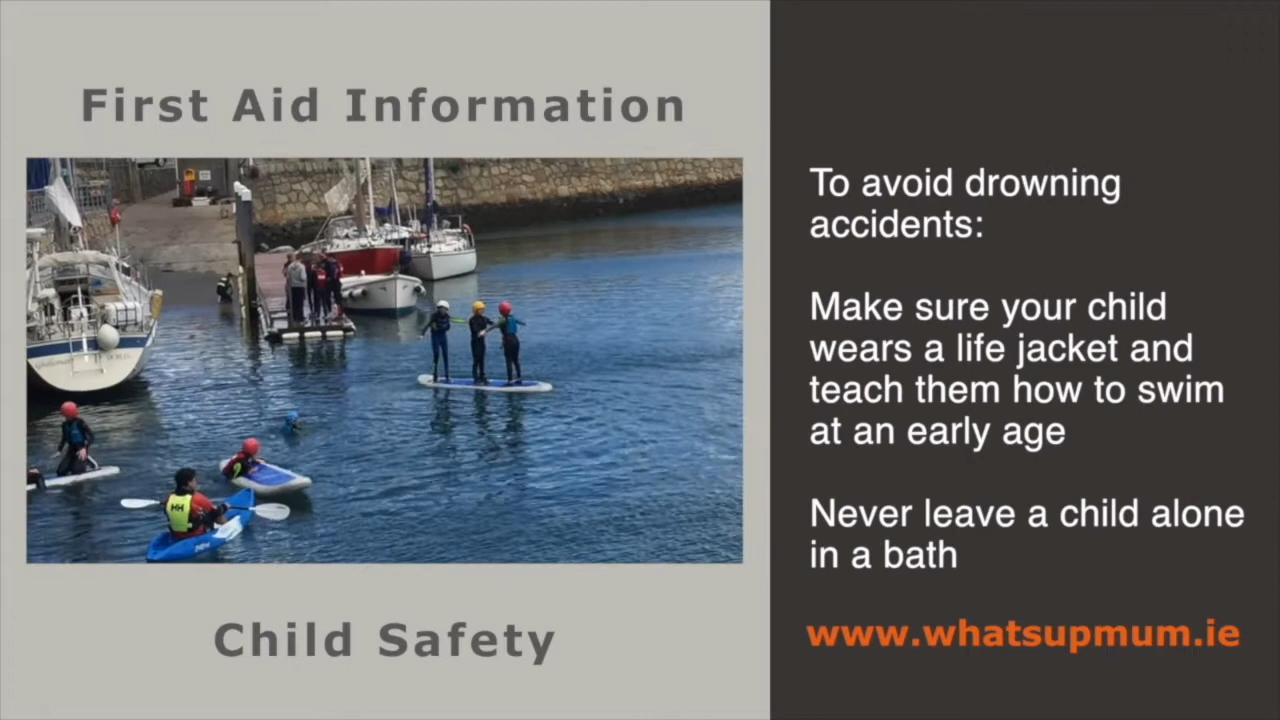 First Aid Information
HH
Child Safety
To avoid drowning
accidents:
Make sure your child
wears a life jacket and
teach them how to swim
at an early age
Never leave a child alone
in a bath
www.whatsupmum.ie